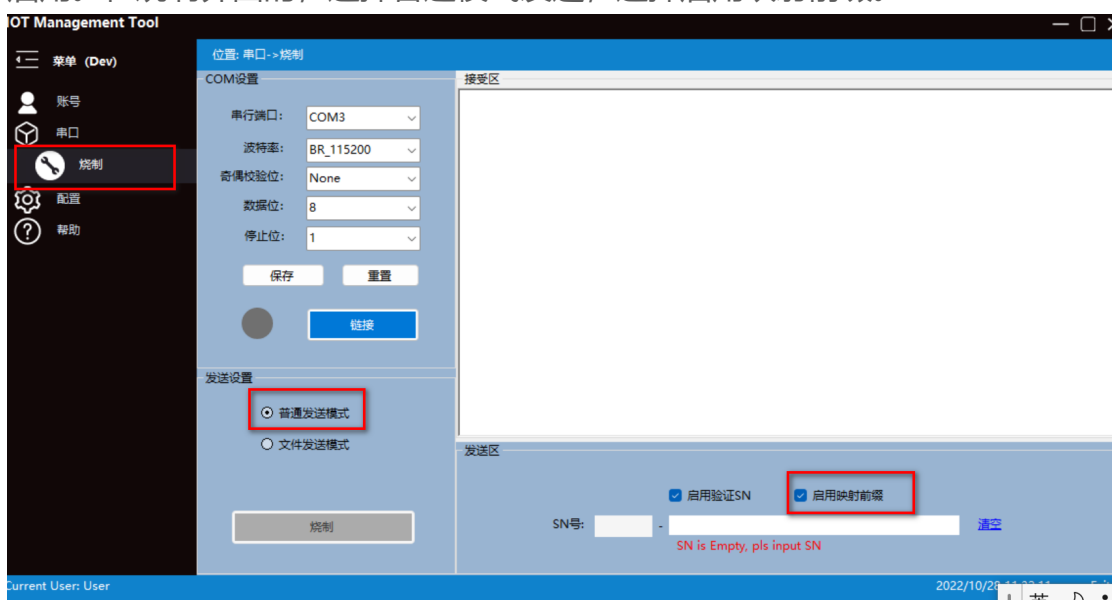 IOT Management Tool
菜单 (Dev)
账号
串口
烧制
配置
帮助
位置: 串口->烧制
COM设置
串行端口: COM3
波特率: BR_115200
奇偶校验位: None
数据位: 8
停止位: 1
保存 重置
链接
发送设置
普通发送模式
文件发送模式
烧制
接受区
发送区
启用验证SN 启用映射前缀
SN号: - 清空
SN is Empty, pls input SN
Current User: User
2022/10/28
英